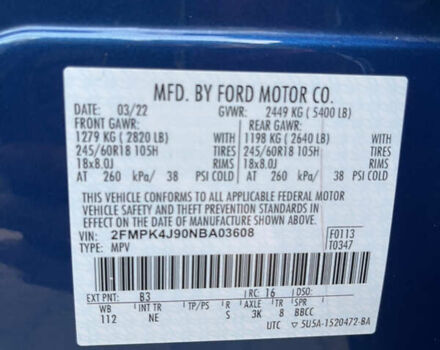 MFD. BY FORD MOTOR CO.
DATE: 03/22 GVWR: 2449 KG ( 5400 LB)
FRONT GAWR: REAR GAWR:
1279 KG ( 2820 LB) WITH 1198 KG ( 2640 LB) WITH
245/60R18 105H TIRES 245/60R18 105H TIRES
18x8.0J RIMS 18x8.0J RIMS
AT 260 kPa/ 38 PSI COLD AT 260 kPa/ 38 PSI COLD
THIS VEHICLE CONFORMS TO ALL APPLICABLE FEDERAL MOTOR
VEHICLE SAFETY AND THEFT PREVENTION STANDARDS IN
EFFECT ON THE DATE OF MANUFACTURE SHOWN ABOVE.
VIN: 2FMPK4J90NBA03608 F0113
TYPE: MPV T0347
EXT PNT: B3 RC: 16 DSO:
WB INT TR TP/PS R AXLE TR SPR
112 NE S 3K 8 BBCC
UTC 5U5A-1520472-BA